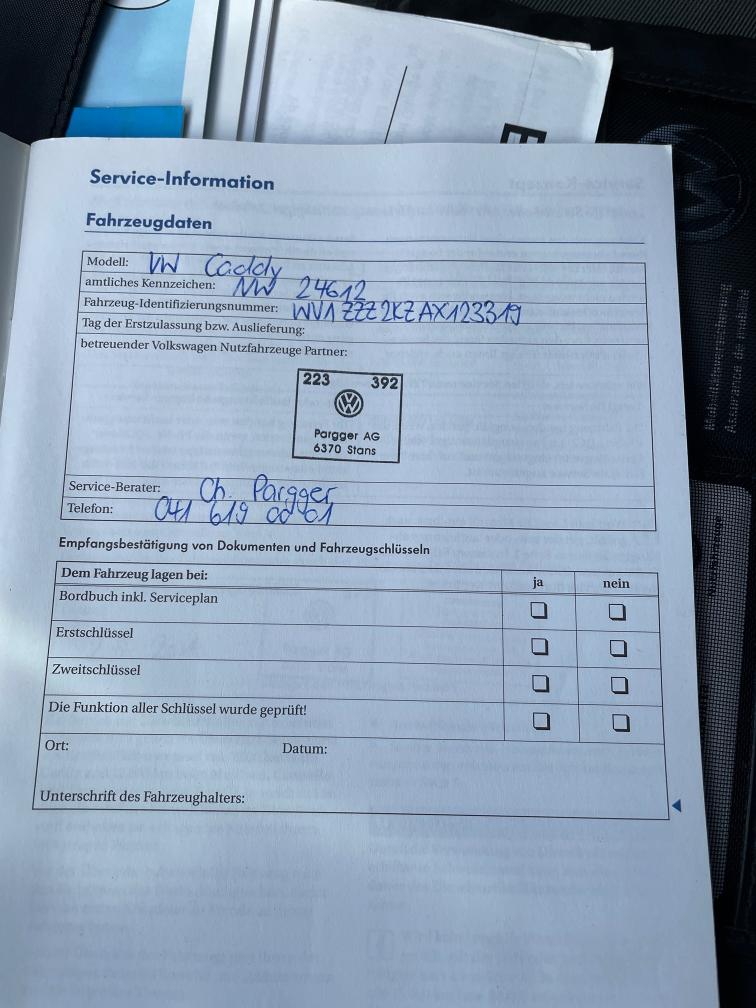 Service-Information
Fahrzeugdaten
Modell: VW Caddy
amtliches Kennzeichen: NW 24612
Fahrzeug-Identifizierungsnummer: WV1ZZZ2KZAX123319
Tag der Erstzulassung bzw. Auslieferung:
betreuender Volkswagen Nutzfahrzeuge Partner:
223 392
Pargger AG
6370 Stans
Service-Berater: Ch. Pargger
Telefon: 041 619 00 01
Empfangsbestätigung von Dokumenten und Fahrzeugschlüsseln
Dem Fahrzeug lagen bei: ja nein
Bordbuch inkl. Serviceplan
Erstschlüssel
Zweitschlüssel
Die Funktion aller Schlüssel wurde geprüft!
Ort: Datum:
Unterschrift des Fahrzeughalters: